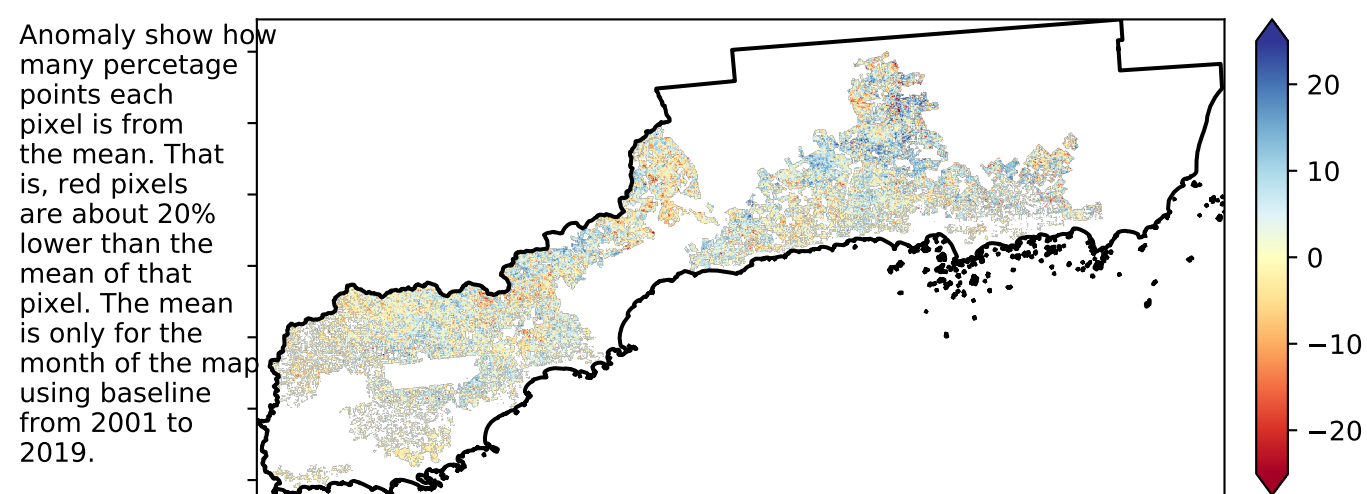 Anomaly show how
many percetage
points each
pixel is from
the mean. That
is, red pixels
are about 20%
lower than the
mean of that
pixel. The mean
is only for the
month of the map
using baseline
from 2001 to
2019.
20
10
0
−10
−20